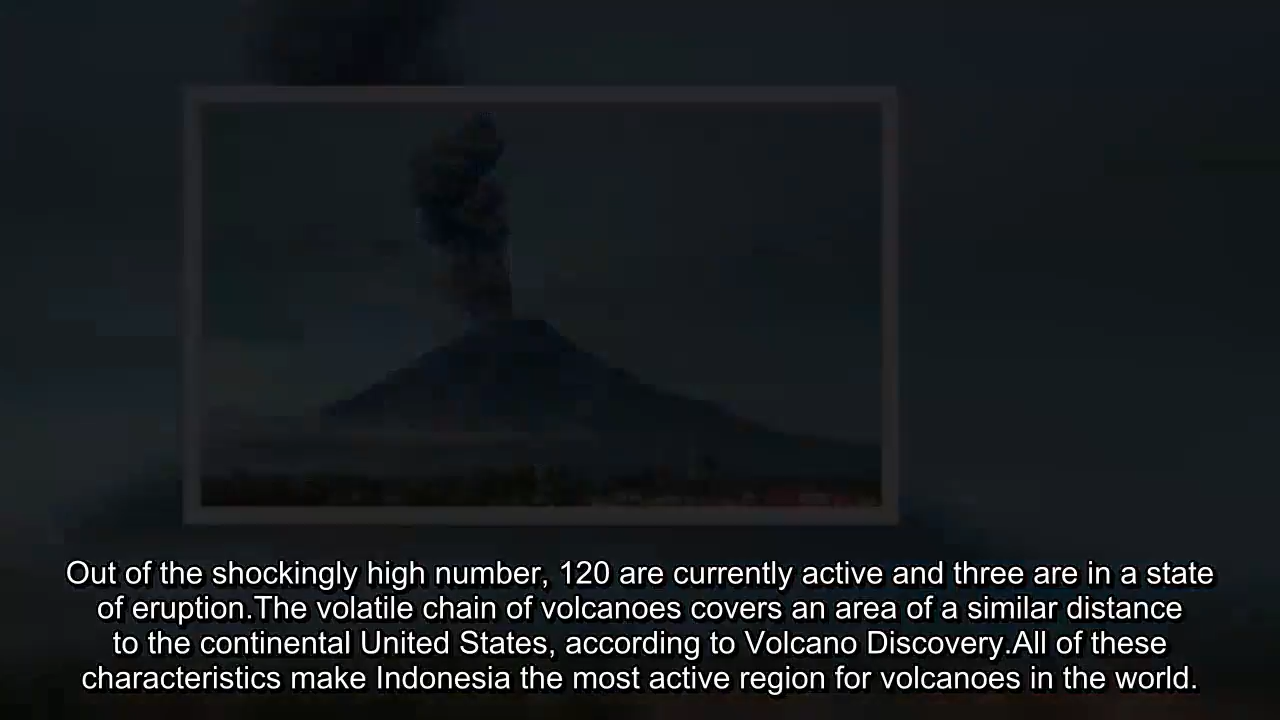 Out of the shockingly high number, 120 are currently active and three are in a state
of eruption.The volatile chain of volcanoes covers an area of a similar distance
to the continental United States, according to Volcano Discovery.All of these
characteristics make Indonesia the most active region for volcanoes in the world.